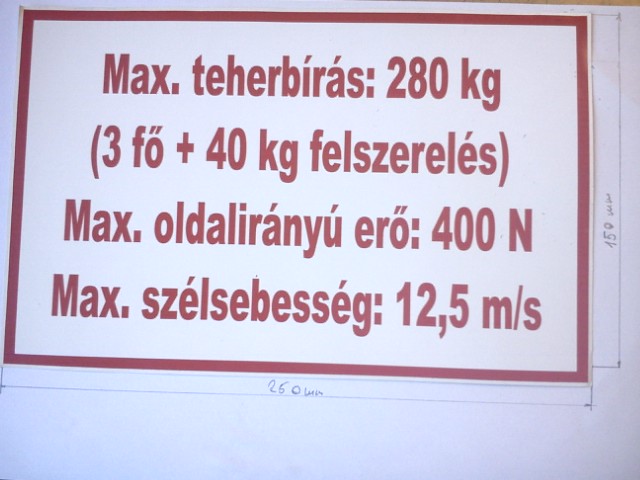 Max. teherbírás: 280 kg
(3 fő + 40 kg felszerelés)
Max. oldalirányú erő: 400 N
Max. szélsebesség: 12,5 m/s
150 mm
250 mm